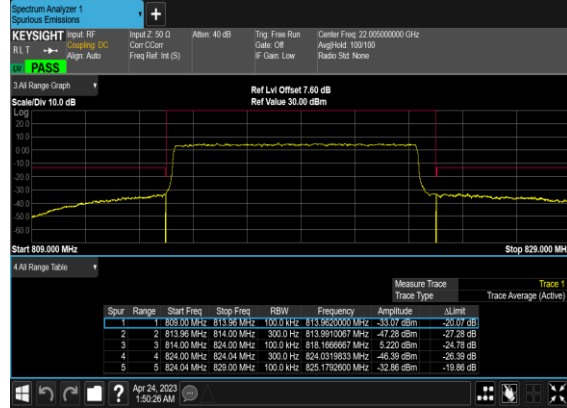 Spectrum Analyzer 1
Spurious Emissions
KEYSIGHT Input: RF Input Z: 50 Ω Atten: 40 dB Trig: Free Run Center Freq: 22.005000000 GHz
RLT Coupling: DC Corr CCorr Gate: Off Avg|Hold: 100/100
Align: Auto Freq Ref: Int (S) IF Gain: Low Radio Std: None
LW PASS
3 All Range Graph
Ref Lvl Offset 7.60 dB
Scale/Div 10.0 dB Ref Value 30.00 dBm
Log
20.0
10.0
0.00
-10.0
-20.0
-30.0
-40.0
-50.0
-60.0
Start 809.000 MHz Stop 829.000 MH
4 All Range Table
Measure Trace Trace 1
Trace Type Trace Average (Active)
Spur Range Start Freq Stop Freq RBW Frequency Amplitude ΔLimit
1 1 809.00 MHz 813.96 MHz 100.0 kHz 813.9620000 MHz -33.07 dBm -20.07 dB
2 2 813.96 MHz 814.00 MHz 300.0 Hz 813.9910067 MHz -47.28 dBm -27.28 dB
3 3 814.00 MHz 824.00 MHz 100.0 kHz 818.1666667 MHz 5.220 dBm -24.78 dB
4 4 824.00 MHz 824.04 MHz 300.0 Hz 824.0319833 MHz -46.39 dBm -26.39 dB
5 5 824.04 MHz 829.00 MHz 100.0 kHz 825.1792600 MHz -32.86 dBm -19.86 dB
? Apr 24, 2023
1:50:26 AM